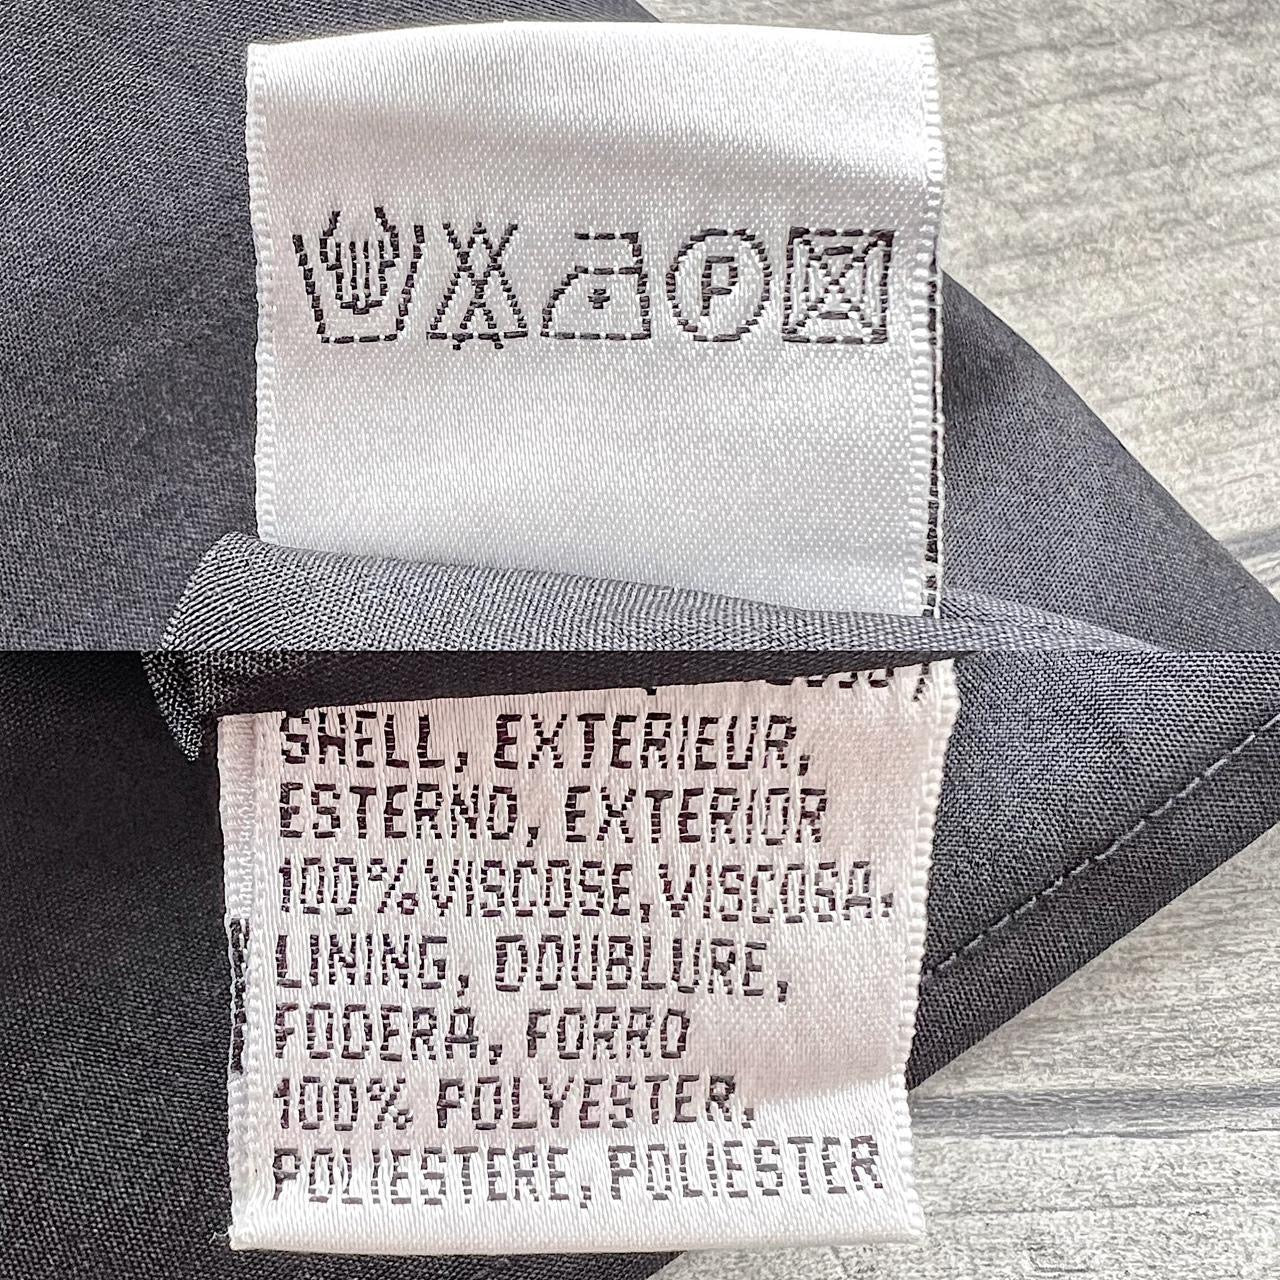 P
SHELL, EXTERIEUR,
ESTERNO, EXTERIOR
100% VISCOSE, VISCOSA,
LINING, DOUBLURE,
FODERA, FORRO
100% POLYESTER,
POLIESTERE, POLIESTER